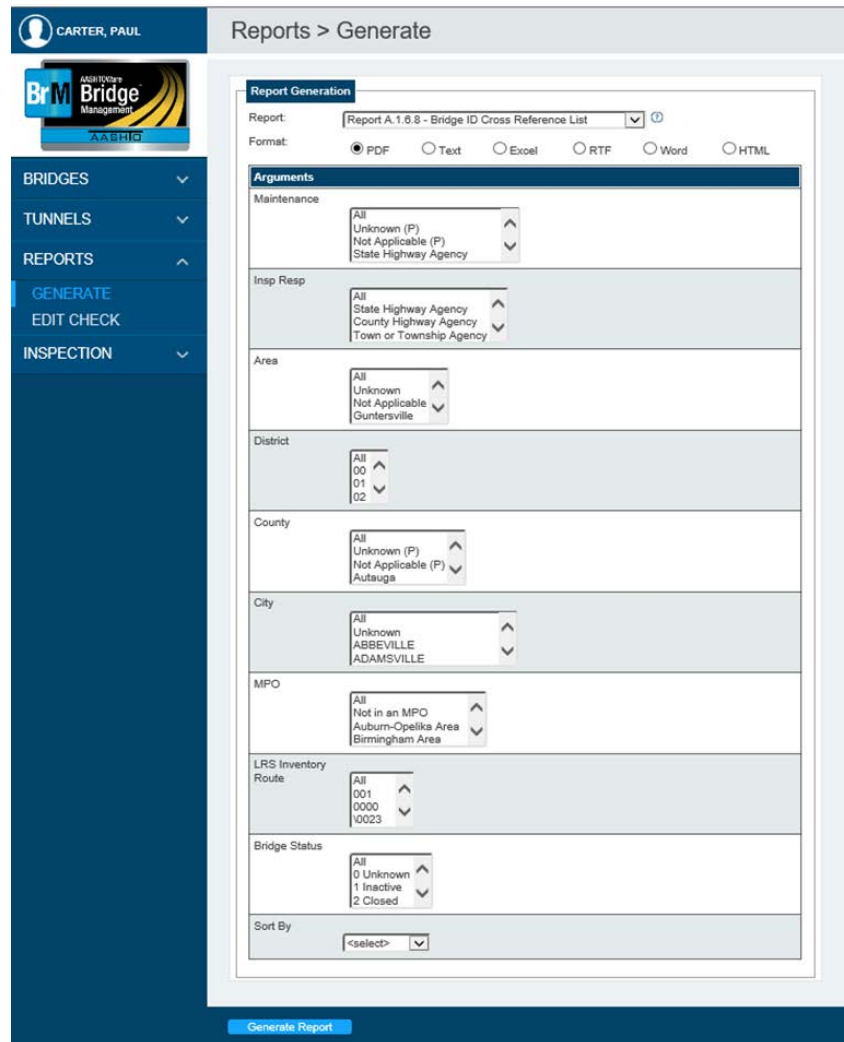 CARTER, PAUL
Reports > Generate
BrM
AASHTOWare
Bridge
Management
AASHTO
BRIDGES
TUNNELS
REPORTS
GENERATE
EDIT CHECK
INSPECTION
Report Generation
Report: Report A.1.6.8 - Bridge ID Cross Reference List
Format: PDF Text Excel RTF Word HTML
Arguments
Maintenance
All
Unknown (P)
Not Applicable (P)
State Highway Agency
Insp Resp
All
State Highway Agency
County Highway Agency
Town or Township Agency
Area
All
Unknown
Not Applicable
Guntersville
District
All
00
01
02
County
All
Unknown (P)
Not Applicable (P)
Autauga
City
All
Unknown
ABBEVILLE
ADAMSVILLE
MPO
All
Not in an MPO
Auburn-Opelika Area
Birmingham Area
LRS Inventory
Route
All
001
0000
\0023
Bridge Status
All
0 Unknown
1 Inactive
2 Closed
Sort By
<select>
Generate Report